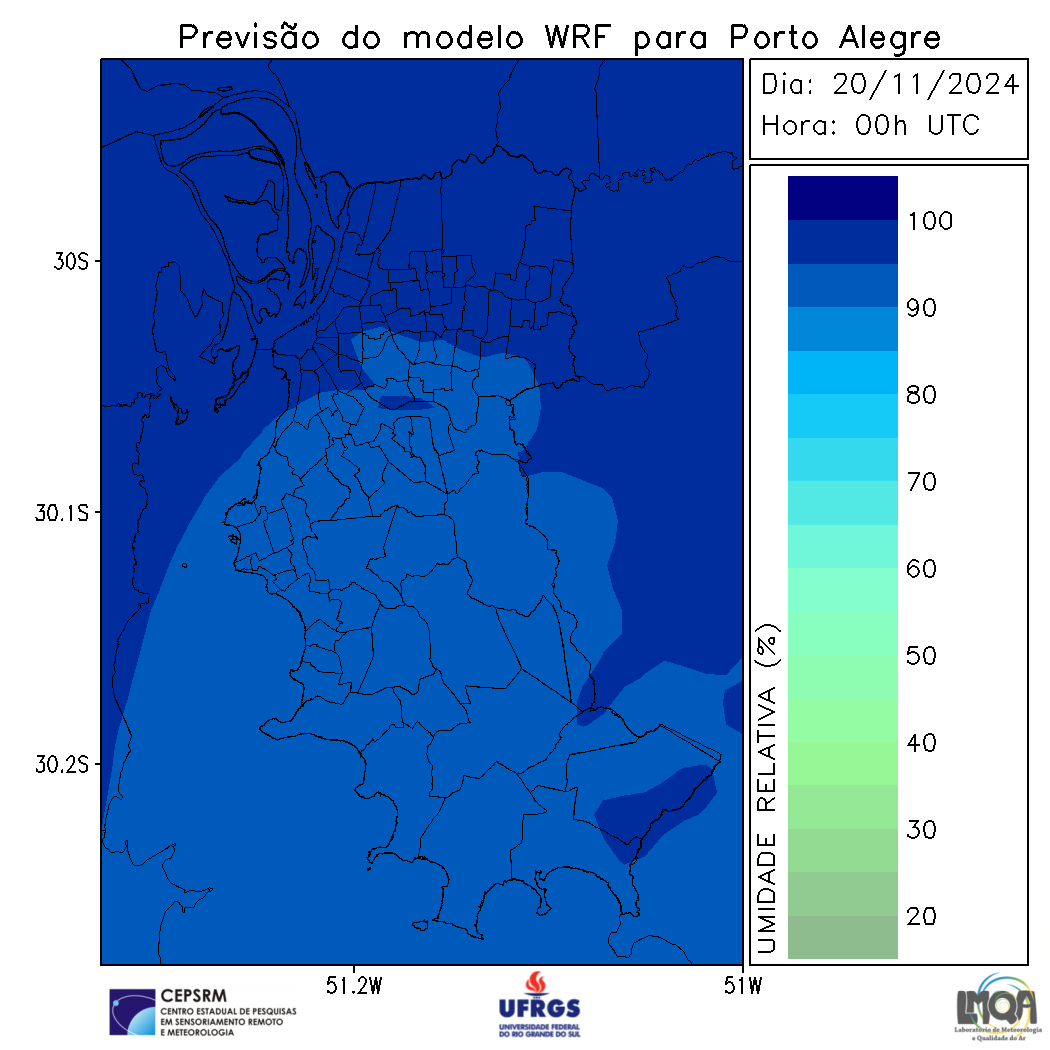 Previsão do modelo WRF para Porto Alegre
Dia: 20/11/2024
Hora: 00h UTC
30S
30.1S
30.2S
51.2W
51W
UMIDADE RELATIVA (%)
100
90
80
70
60
50
40
30
20
CEPSRM
CENTRO ESTADUAL DE PESQUISAS
EM SENSORIAMENTO REMOTO
E METEOROLOGIA
UFRGS
UNIVERSIDADE FEDERAL
DO RIO GRANDE DO SUL
LMQA
Laboratório de Meteorologia
e Qualidade do Ar